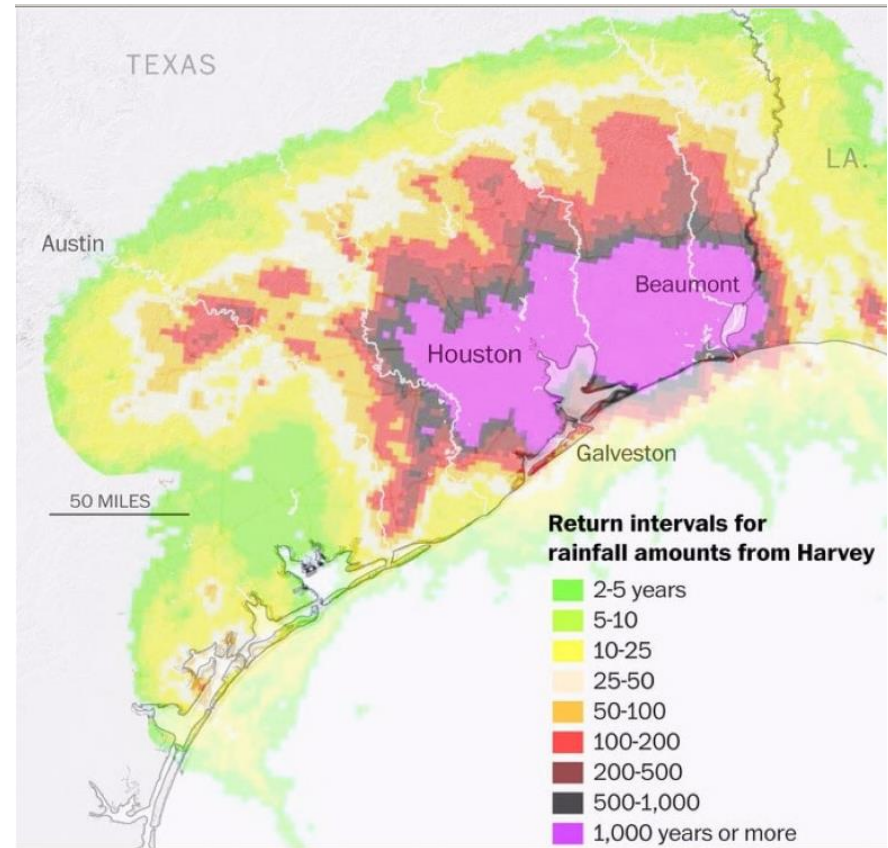 TEXAS
LA.
Austin
Beaumont
Houston
Galveston
50 MILES
Return intervals for
rainfall amounts from Harvey
2-5 years
5-10
10-25
25-50
50-100
100-200
200-500
500-1,000
1,000 years or more